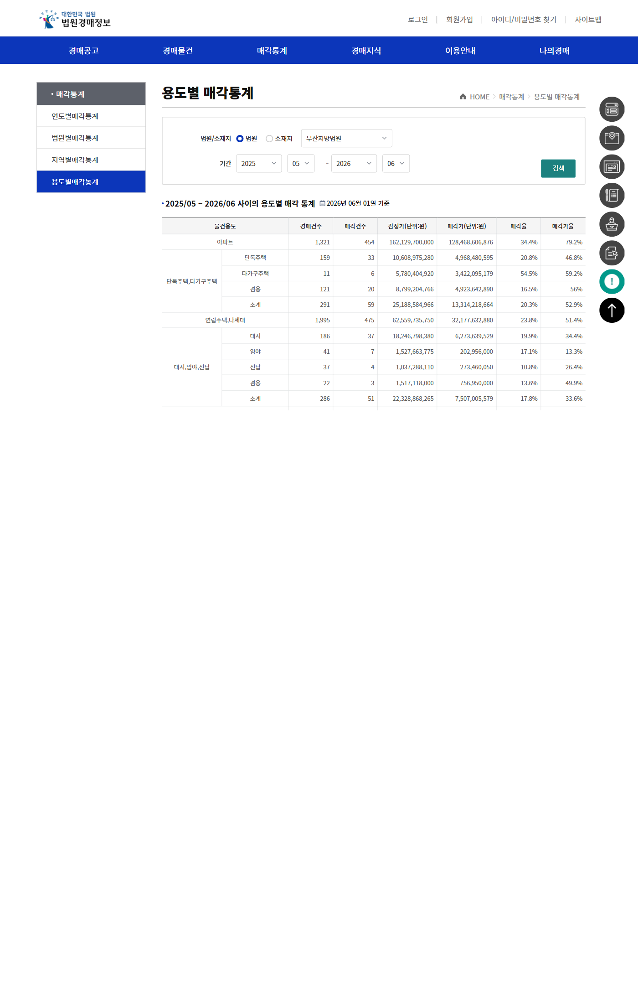 대한민국 법원
법원경매정보
로그인 | 회원가입 | 아이디/비밀번호 찾기 | 사이트맵
경매공고 경매물건 매각통계 경매지식 이용안내 나의경매
• 매각통계
연도별매각통계
법원별매각통계
지역별매각통계
용도별매각통계
용도별 매각통계
HOME > 매각통계 > 용도별 매각통계
법원/소재지 법원 소재지 부산지방법원
기간 2025 05 ~ 2026 06
검색
• 2025/05 ~ 2026/06 사이의 용도별 매각 통계 2026년 06월 01일 기준
물건용도 경매건수 매각건수 감정가(단위:원) 매각가(단위:원) 매각율 매각가율
아파트 1,321 454 162,129,700,000 128,468,606,876 34.4% 79.2%
단독주택,다가구주택
단독주택 159 33 10,608,975,280 4,968,480,595 20.8% 46.8%
다가구주택 11 6 5,780,404,920 3,422,095,179 54.5% 59.2%
겸용 121 20 8,799,204,766 4,923,642,890 16.5% 56%
소계 291 59 25,188,584,966 13,314,218,664 20.3% 52.9%
연립주택,다세대 1,995 475 62,559,735,750 32,177,632,880 23.8% 51.4%
대지,임야,전답
대지 186 37 18,246,798,380 6,273,639,529 19.9% 34.4%
임야 41 7 1,527,663,775 202,956,000 17.1% 13.3%
전답 37 4 1,037,288,110 273,460,050 10.8% 26.4%
겸용 22 3 1,517,118,000 756,950,000 13.6% 49.9%
소계 286 51 22,328,868,265 7,507,005,579 17.8% 33.6%